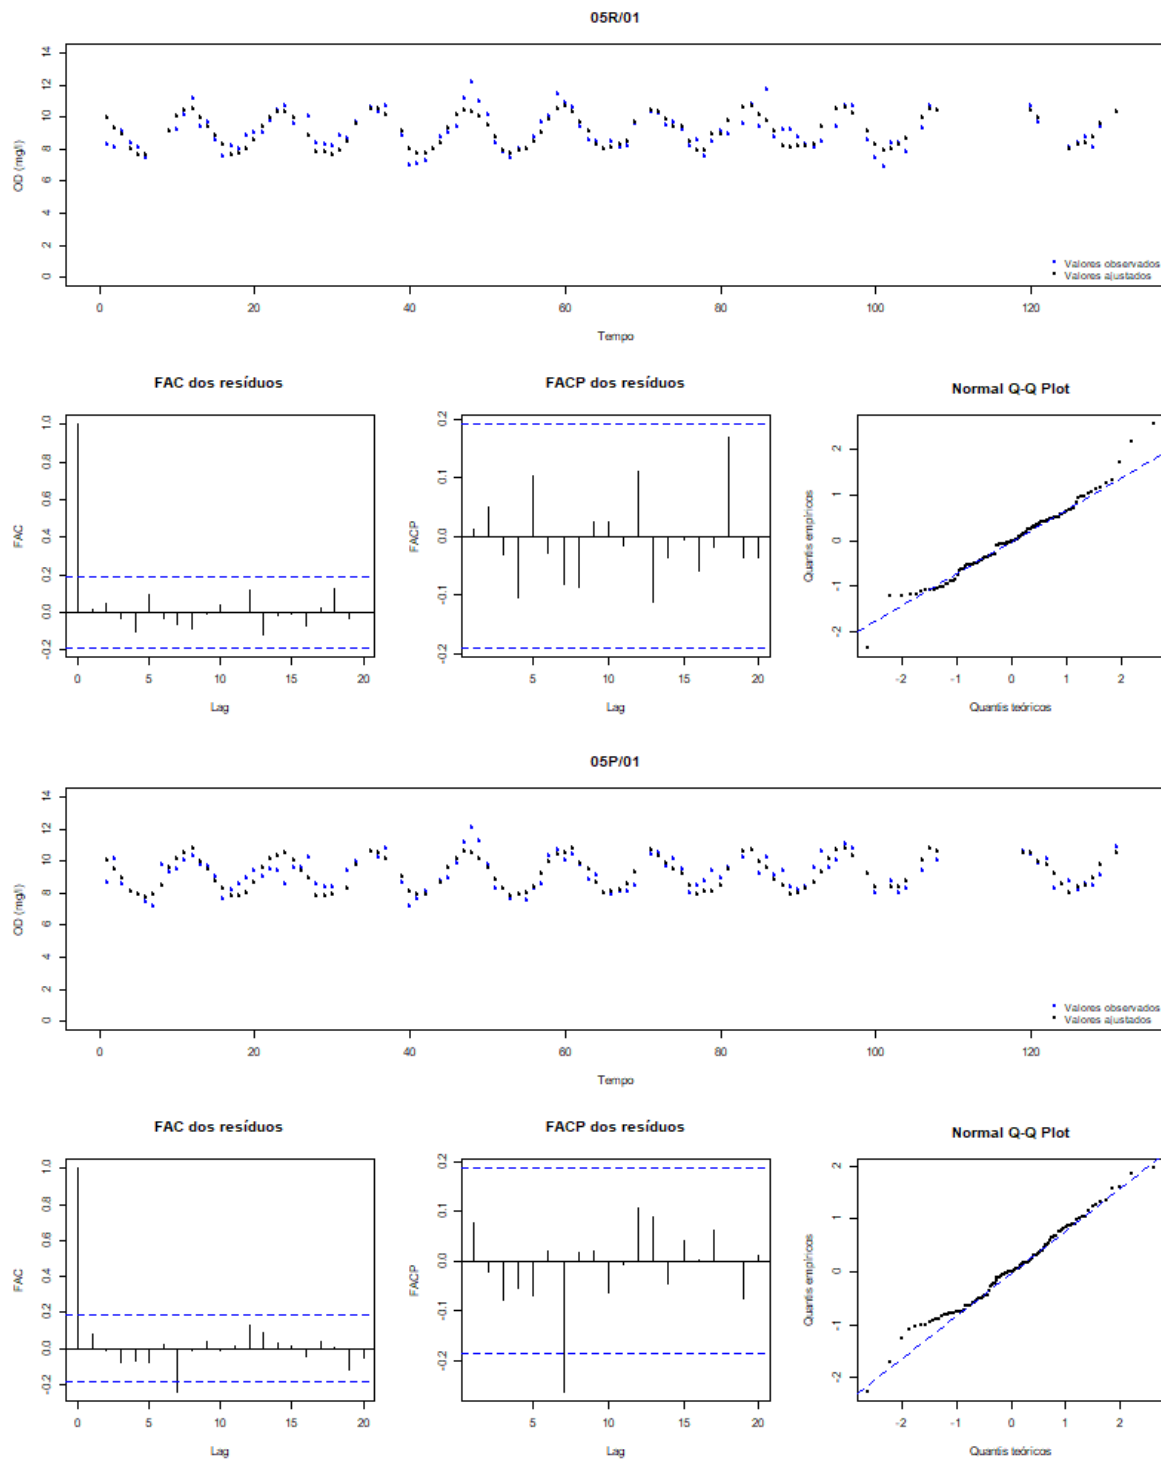 05R/01
14
12
10
8
6
4
2
0
OD (mg/l)
Valores observados
Valores ajustados
0 20 40 60 80 100 120
Tempo
FAC dos resíduos FACP dos resíduos Normal Q-Q Plot
1.0
0.8
0.6
0.4
0.2
0.0
-0.2
FAC
0 5 10 15 20
Lag
0.2
0.1
0.0
-0.1
-0.2
FACP
5 10 15 20
Lag
2
1
0
-1
-2
Quantis empíricos
-2 -1 0 1 2
Quantis teóricos
05P/01
14
12
10
8
6
4
2
0
OD (mg/l)
Valores observados
Valores ajustados
0 20 40 60 80 100 120
Tempo
FAC dos resíduos FACP dos resíduos Normal Q-Q Plot
1.0
0.8
0.6
0.4
0.2
0.0
-0.2
FAC
0 5 10 15 20
Lag
0.2
0.1
0.0
-0.1
-0.2
FACP
5 10 15 20
Lag
2
1
0
-1
-2
Quantis empíricos
-2 -1 0 1 2
Quantis teóricos